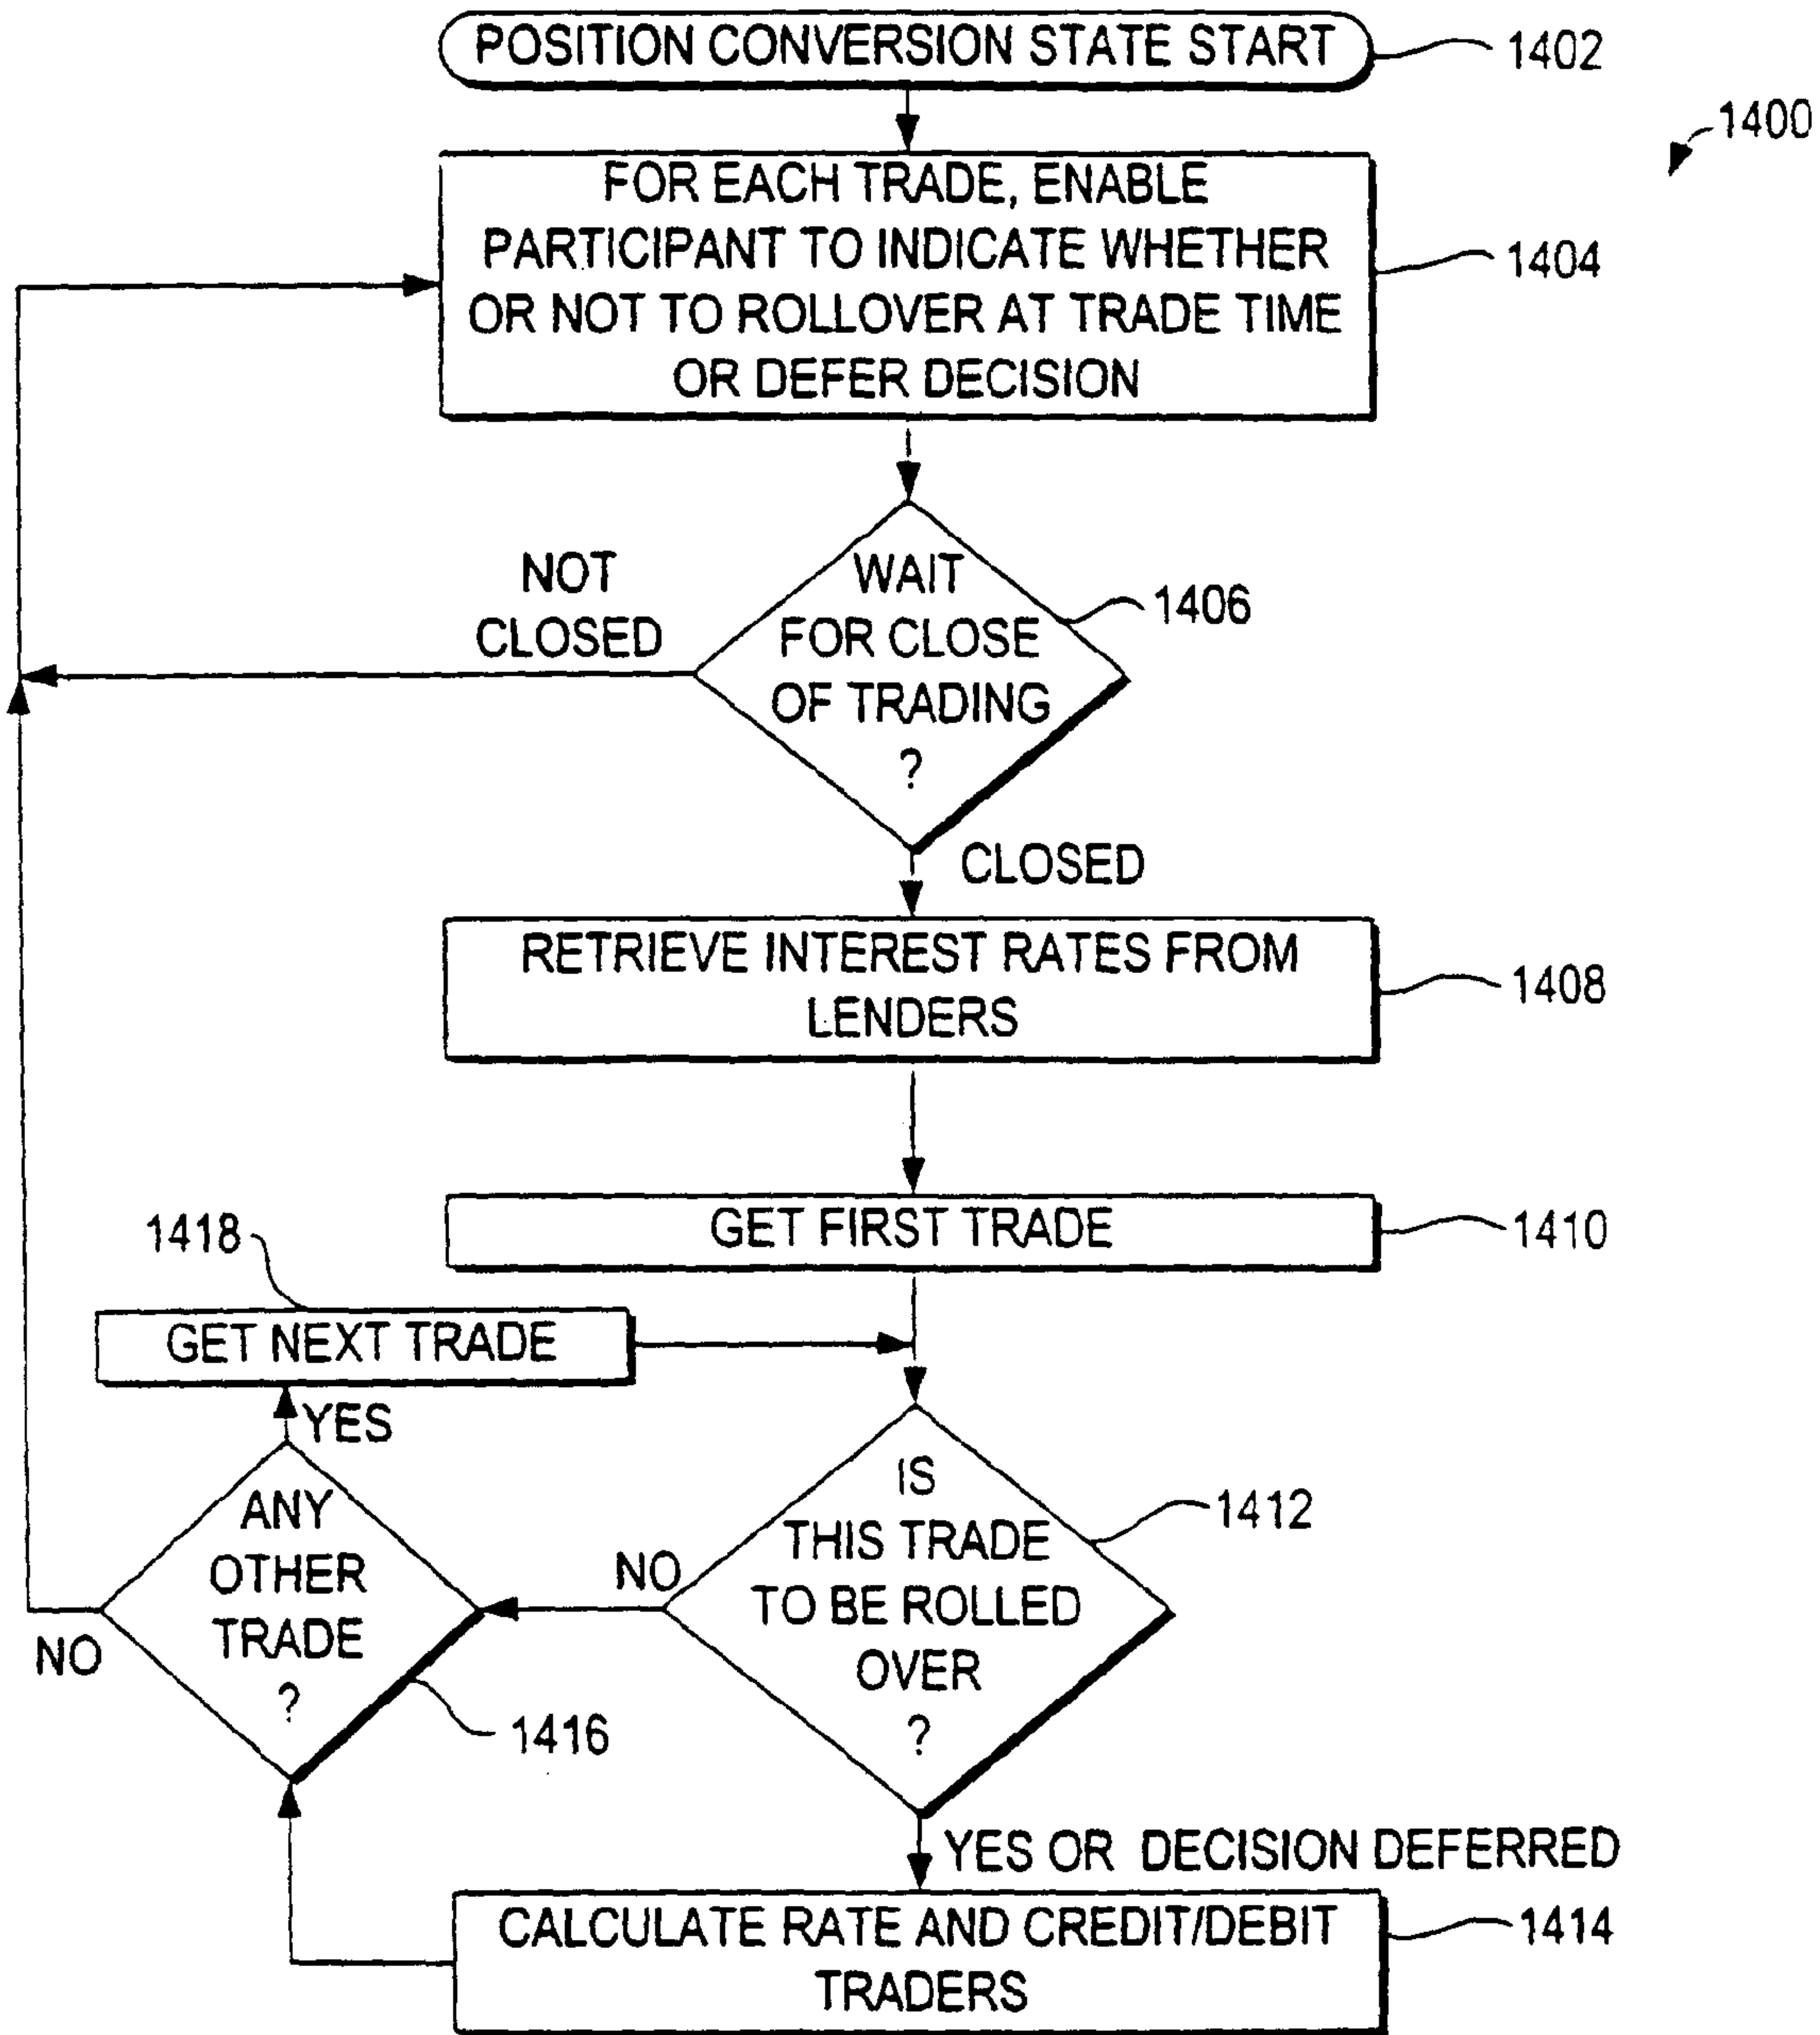 POSITION CONVERSION STATE START
1402
1400
FOR EACH TRADE, ENABLE
PARTICIPANT TO INDICATE WHETHER
OR NOT TO ROLLOVER AT TRADE TIME
OR DEFER DECISION
1404
NOT
CLOSED
WAIT
FOR CLOSE
OF TRADING
?
1406
CLOSED
RETRIEVE INTEREST RATES FROM
LENDERS
1408
GET FIRST TRADE
1410
1418
GET NEXT TRADE
YES
ANY
OTHER
TRADE
?
1416
NO
NO
IS
THIS TRADE
TO BE ROLLED
OVER
?
1412
YES OR DECISION DEFERRED
CALCULATE RATE AND CREDIT/DEBIT
TRADERS
1414